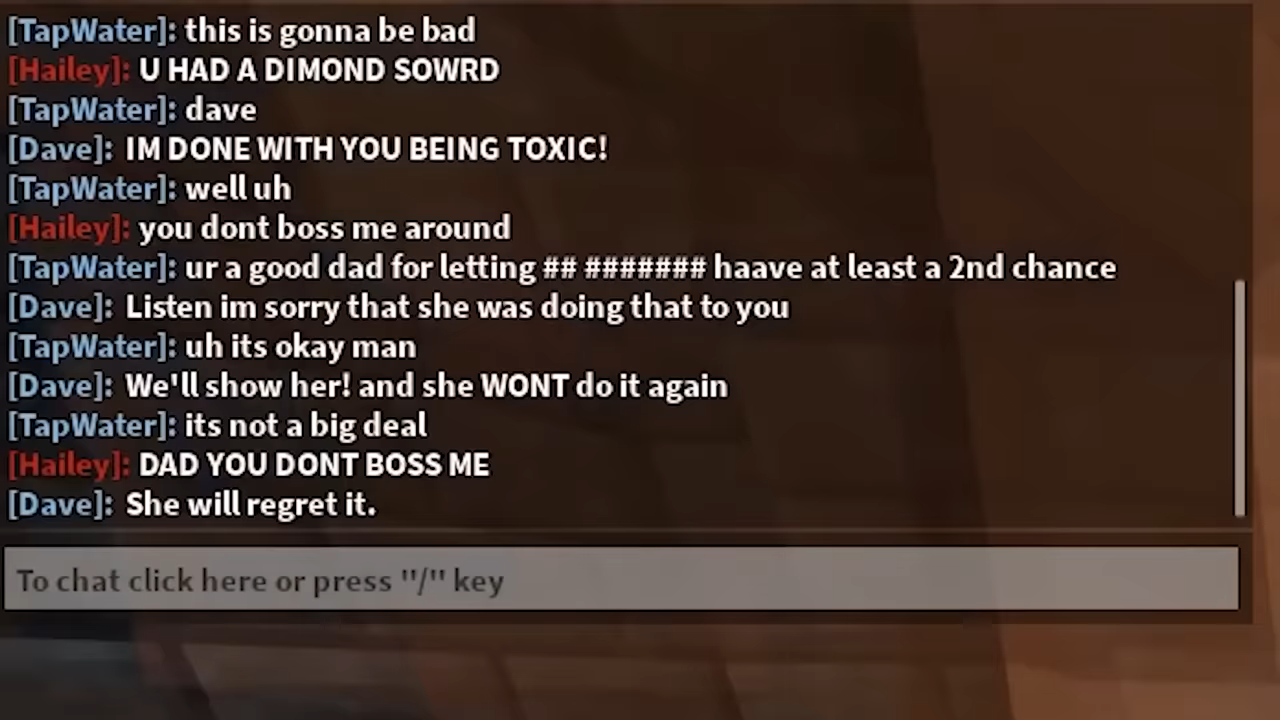 [TapWater]: this is gonna be bad
[Hailey]: U HAD A DIMOND SOWRD
[TapWater]: dave
[Dave]: IM DONE WITH YOU BEING TOXIC!
[TapWater]: well uh
[Hailey]: you dont boss me around
[TapWater]: ur a good dad for letting ## ####### haave at least a 2nd chance
[Dave]: Listen im sorry that she was doing that to you
[TapWater]: uh its okay man
[Dave]: We'll show her! and she WONT do it again
[TapWater]: its not a big deal
[Hailey]: DAD YOU DONT BOSS ME
[Dave]: She will regret it.
To chat click here or press "/" key